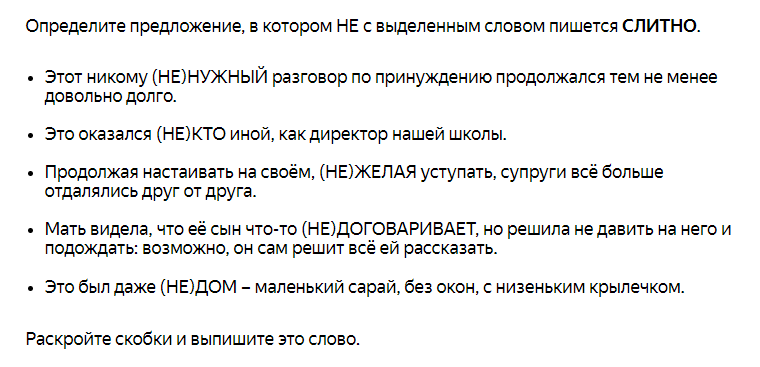 Определите предложение, в котором НЕ с выделенным словом пишется СЛИТНО.
• Этот никому (НЕ)НУЖНЫЙ разговор по принуждению продолжался тем не менее
довольно долго.
• Это оказался (НЕ)КТО иной, как директор нашей школы.
• Продолжая настаивать на своём, (НЕ)ЖЕЛАЯ уступать, супруги всё больше
отдалялись друг от друга.
• Мать видела, что её сын что-то (НЕ)ДОГОВАРИВАЕТ, но решила не давить на него и
подождать: возможно, он сам решит всё ей рассказать.
• Это был даже (НЕ)ДОМ – маленький сарай, без окон, с низеньким крылечком.
Раскройте скобки и выпишите это слово.